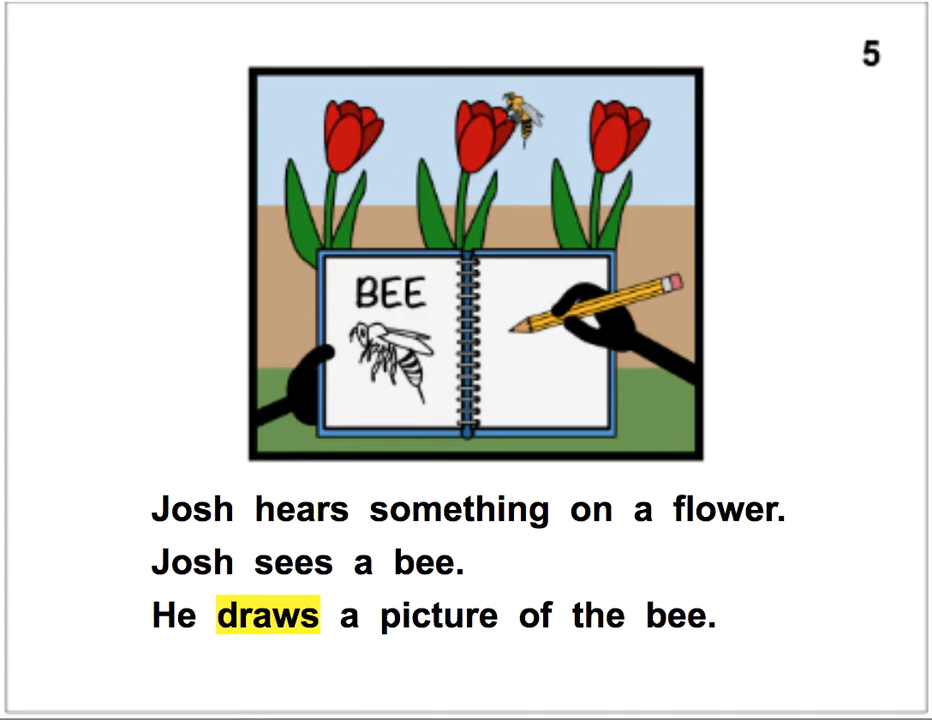 5
BEE
Josh hears something on a flower.
Josh sees a bee.
He draws a picture of the bee.